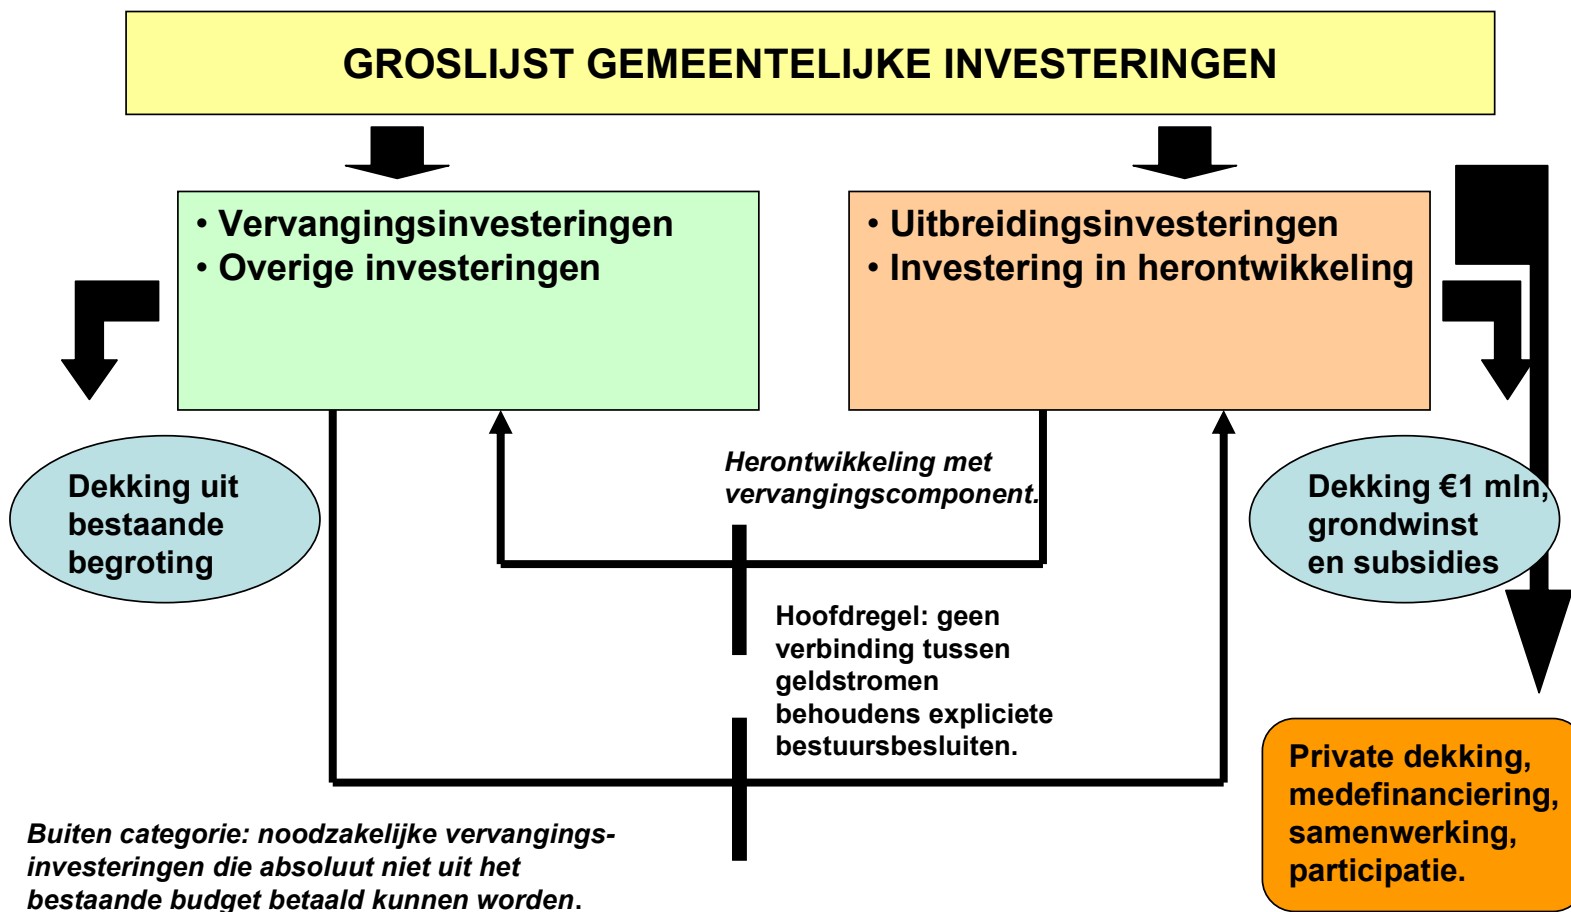 GROSLIJST GEMEENTELIJKE INVESTERINGEN
• Vervangingsinvesteringen
• Overige investeringen
• Uitbreidingsinvesteringen
• Investering in herontwikkeling
Dekking uit
bestaande
begroting
Herontwikkeling met
vervangingscomponent.
Dekking €1 mln,
grondwinst
en subsidies
Hoofdregel: geen
verbinding tussen
geldstromen
behoudens expliciete
bestuursbesluiten.
Private dekking,
medefinanciering,
samenwerking,
participatie.
Buiten categorie: noodzakelijke vervangings-
investeringen die absoluut niet uit het
bestaande budget betaald kunnen worden.